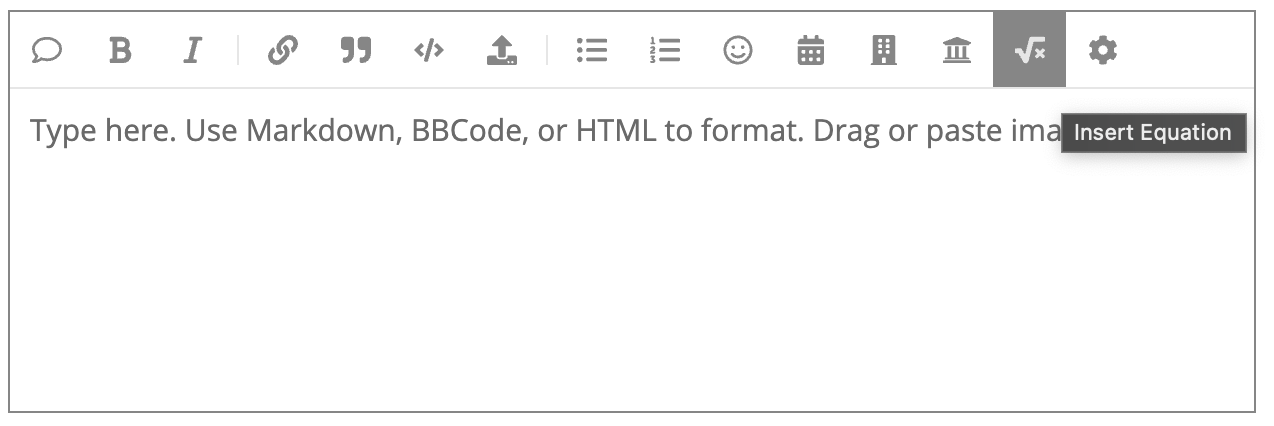 Type here. Use Markdown, BBCode, or HTML to format. Drag or paste ima
Insert Equation